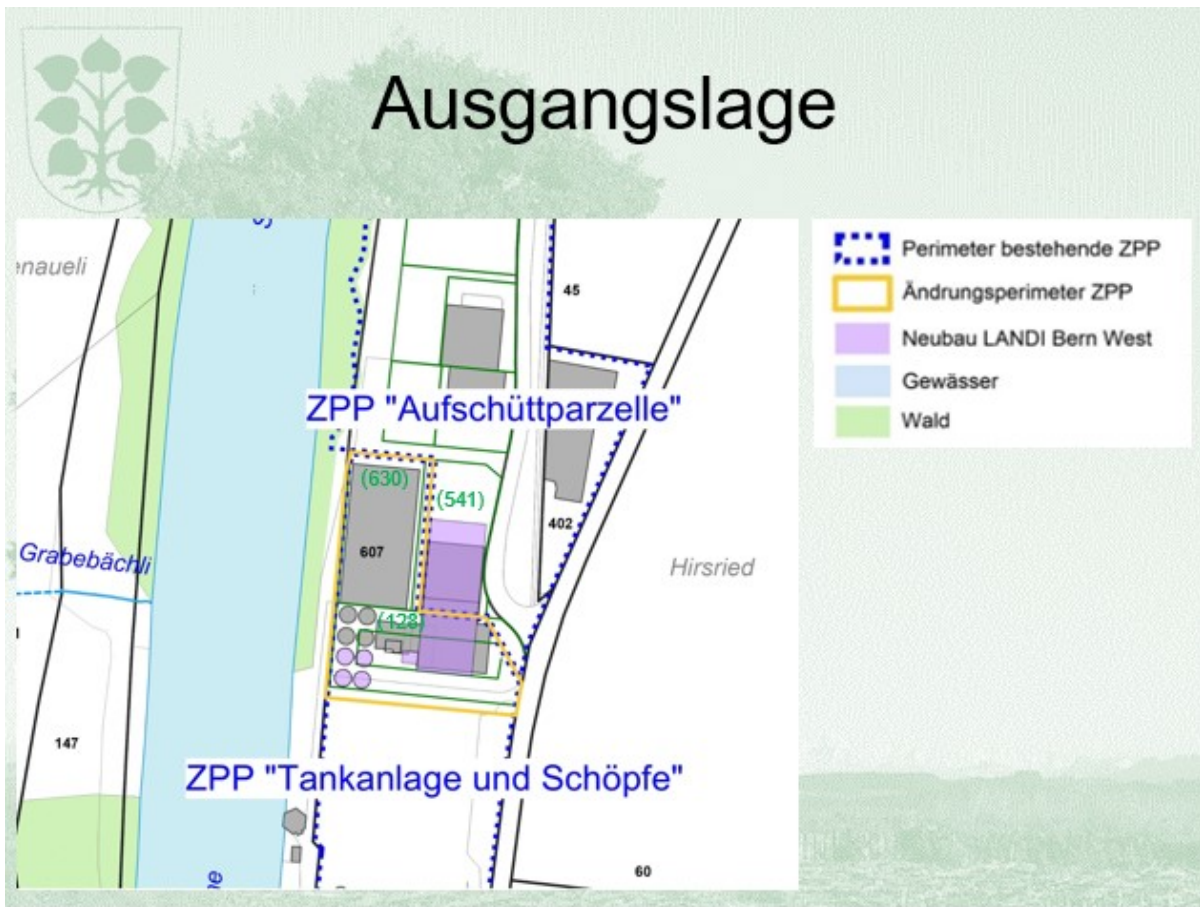 Ausgangslage
enaueli
45
ZPP "Aufschüttparzelle"
(630)
(541)
402
607
Grabebächli
Hirsried
(128)
147
ZPP "Tankanlage und Schöpfe"
60
Perimeter bestehende ZPP
Ändrungsperimeter ZPP
Neubau LANDI Bern West
Gewässer
Wald